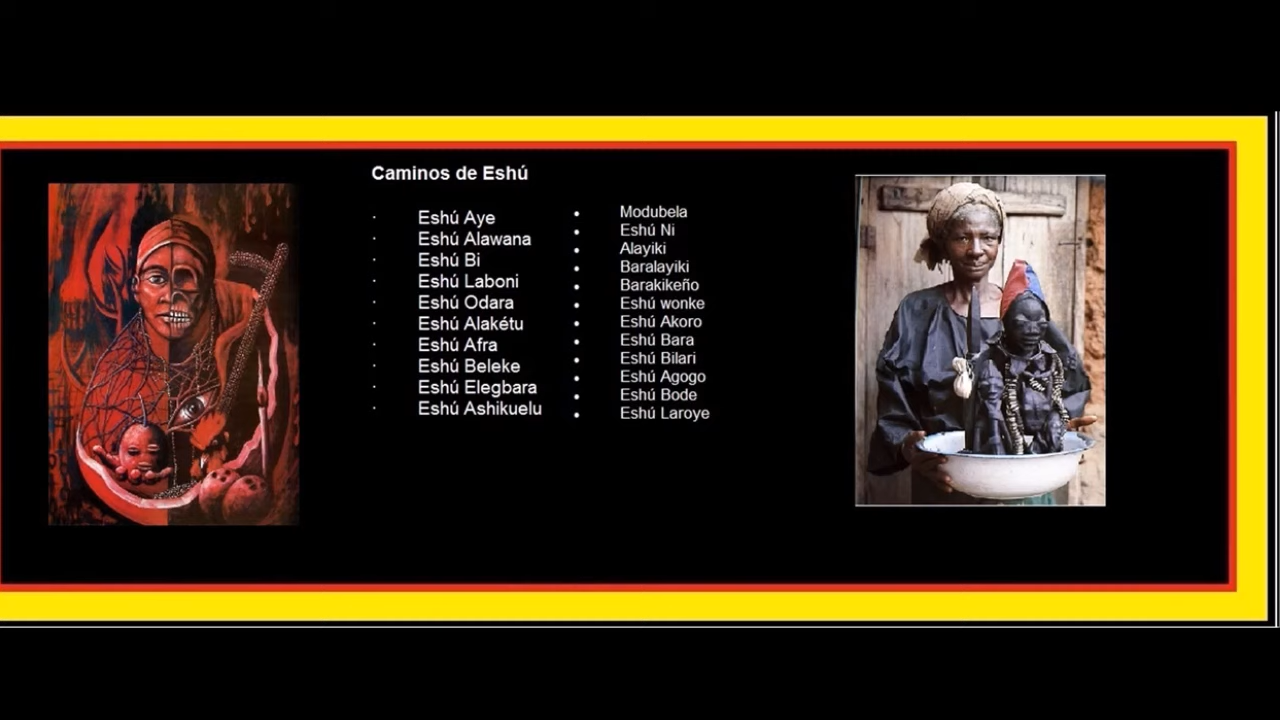 Caminos de Eshú
· Eshú Aye
· Eshú Alawana
· Eshú Bi
· Eshú Laboni
· Eshú Odara
· Eshú Alakétu
· Eshú Afra
· Eshú Beleke
· Eshú Elegbara
· Eshú Ashikuelu
• Modubela
• Eshú Ni
• Alayiki
• Baralayiki
• Barakikeño
• Eshú wonke
• Eshú Akoro
• Eshú Bara
• Eshú Bilari
• Eshú Agogo
• Eshú Bode
• Eshú Laroye